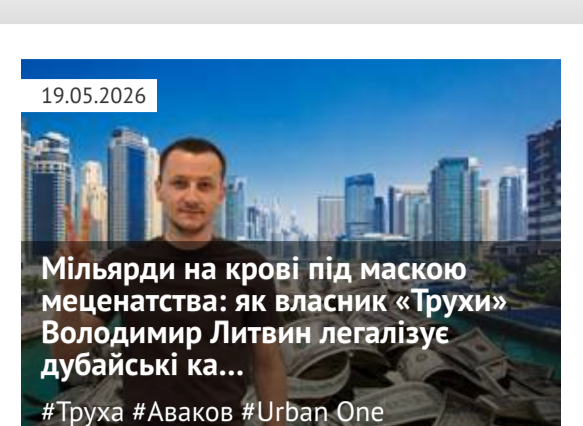 19.05.2026
Мільярди на крові під маскою
меценатства: як власник «Трухи»
Володимир Литвин легалізує
дубайські ка...
#Труха #Аваков #Urban One